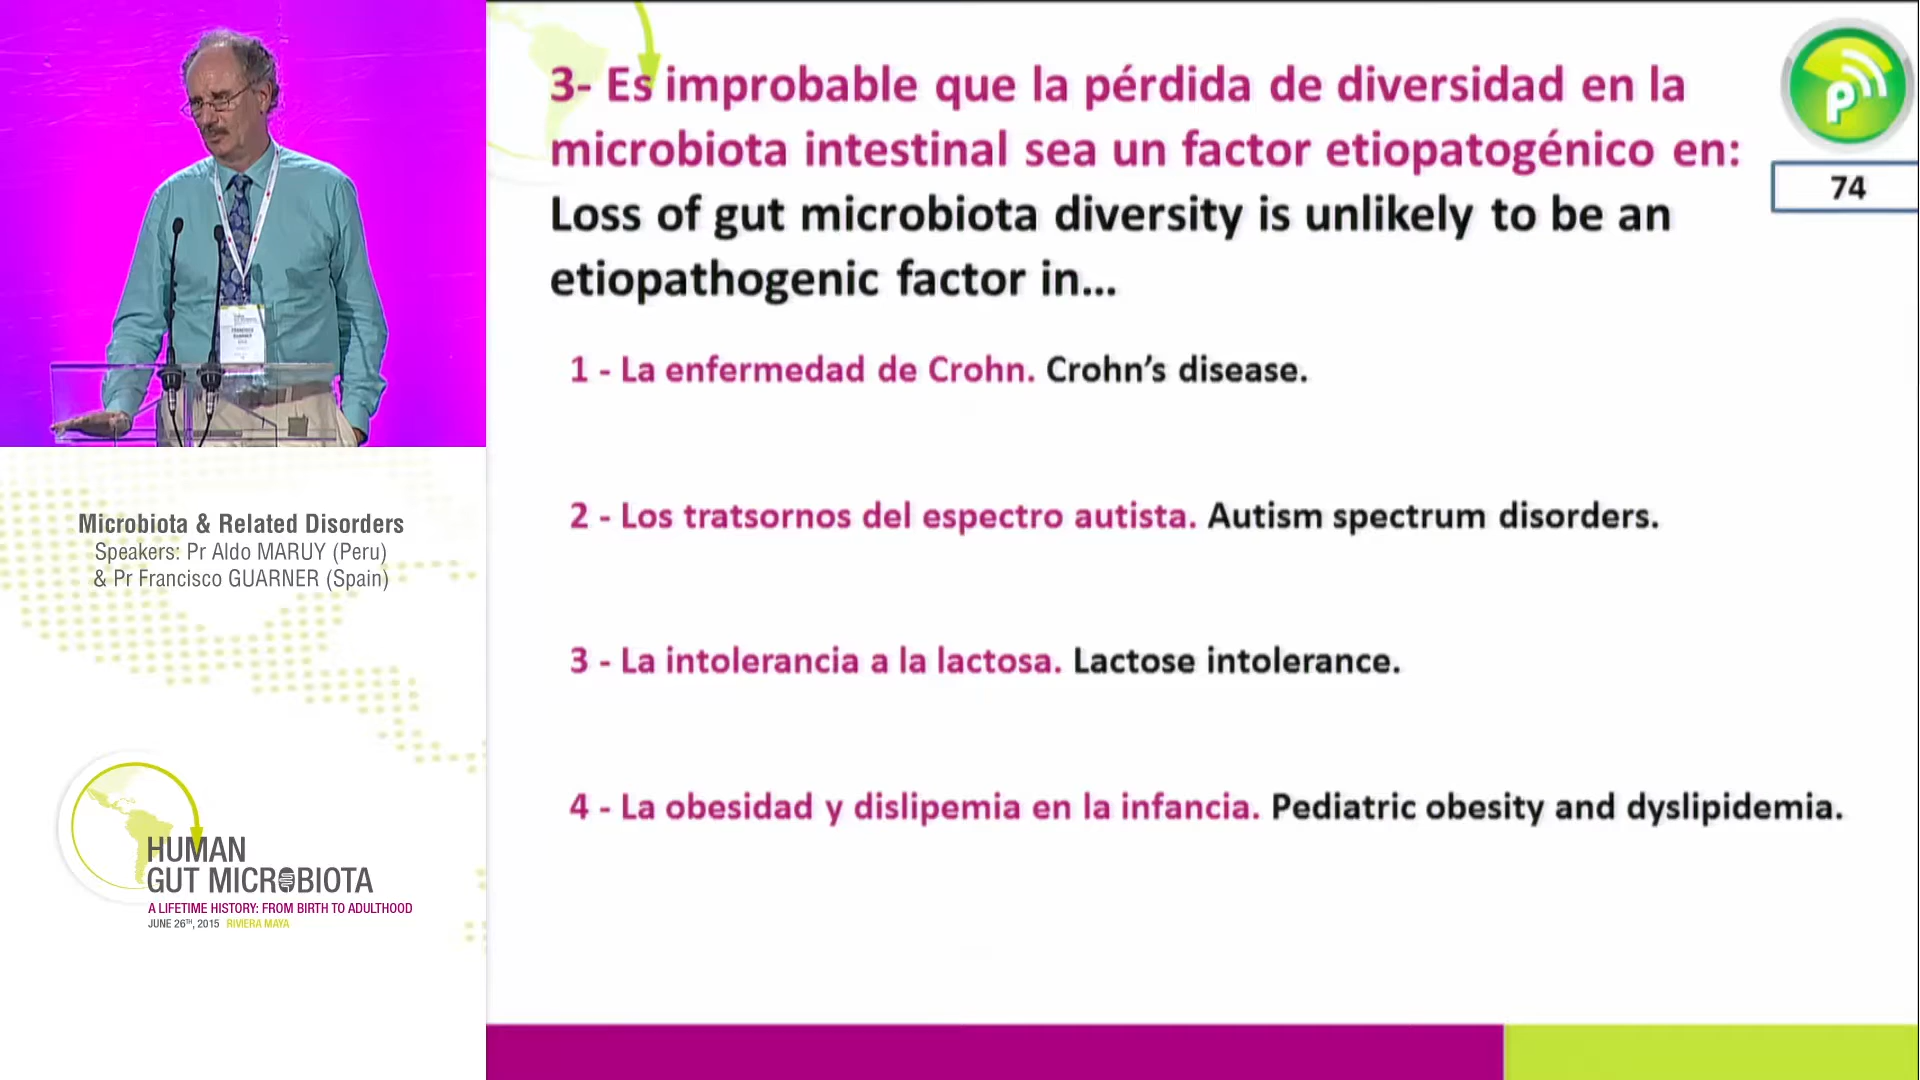 FRANCISCO
GUARNER
Microbiota & Related Disorders
Speakers: Pr Aldo MARUY (Peru)
& Pr Francisco GUARNER (Spain)
HUMAN
GUT MICROBIOTA
A LIFETIME HISTORY: FROM BIRTH TO ADULTHOOD
JUNE 26TH, 2015 RIVIERA MAYA
3- Es improbable que la pérdida de diversidad en la
microbiota intestinal sea un factor etiopatogénico en:
Loss of gut microbiota diversity is unlikely to be an
etiopathogenic factor in...
1 - La enfermedad de Crohn. Crohn’s disease.
2 - Los tratsornos del espectro autista. Autism spectrum disorders.
3 - La intolerancia a la lactosa. Lactose intolerance.
4 - La obesidad y dislipemia en la infancia. Pediatric obesity and dyslipidemia.
p
74